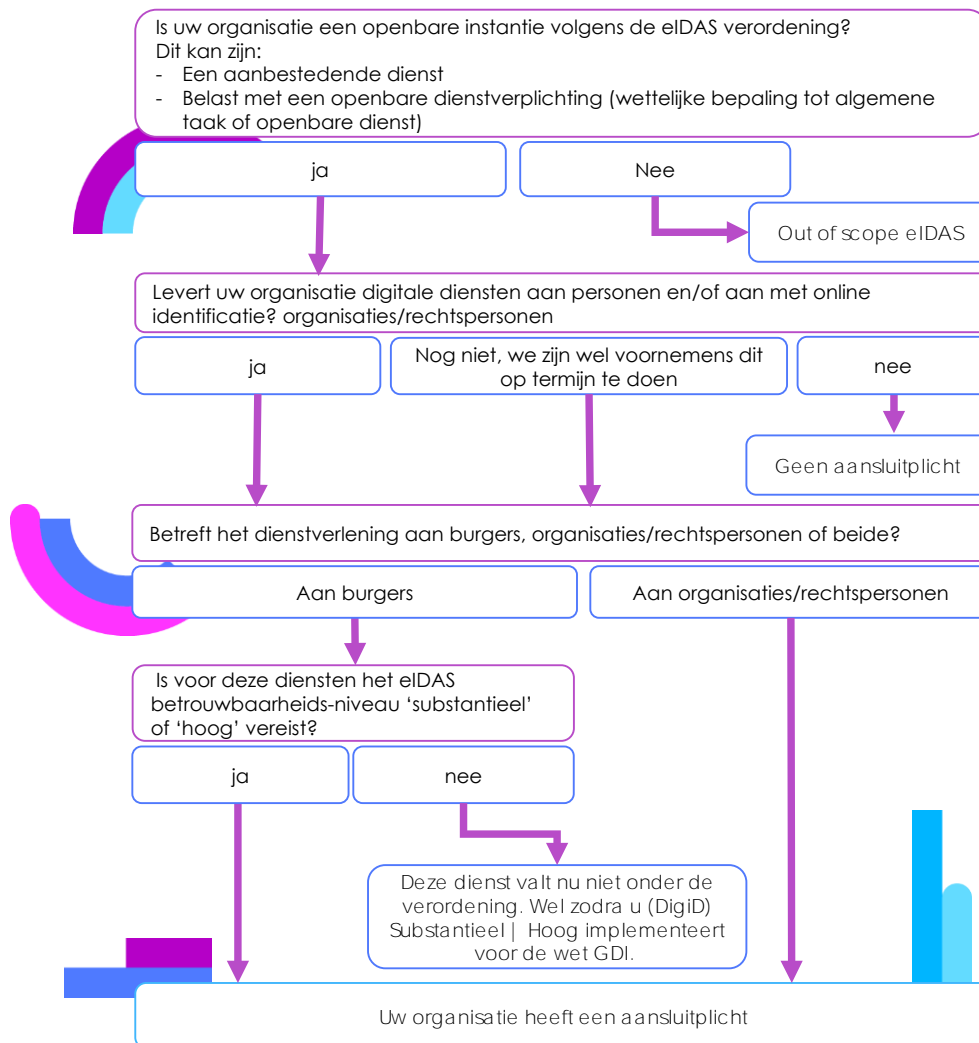 Is uw organisatie een openbare instantie volgens de eIDAS verordening?
Dit kan zijn:
- Een aanbestedende dienst
- Belast met een openbare dienstverplichting (wettelijke bepaling tot algemene
taak of openbare dienst)
ja
Nee
Out of scope eIDAS
Levert uw organisatie digitale diensten aan personen en/of aan met online
identificatie? organisaties/rechtspersonen
ja
Nog niet, we zijn wel voornemens dit
op termijn te doen
nee
Geen aansluitplicht
Betreft het dienstverlening aan burgers, organisaties/rechtspersonen of beide?
Aan burgers
Aan organisaties/rechtspersonen
Is voor deze diensten het eIDAS
betrouwbaarheids-niveau ‘substantieel’
of ‘hoog’ vereist?
ja
nee
Deze dienst valt nu niet onder de
verordening. Wel zodra u (DigiD)
Substantieel | Hoog implementeert
voor de wet GDI.
Uw organisatie heeft een aansluitplicht